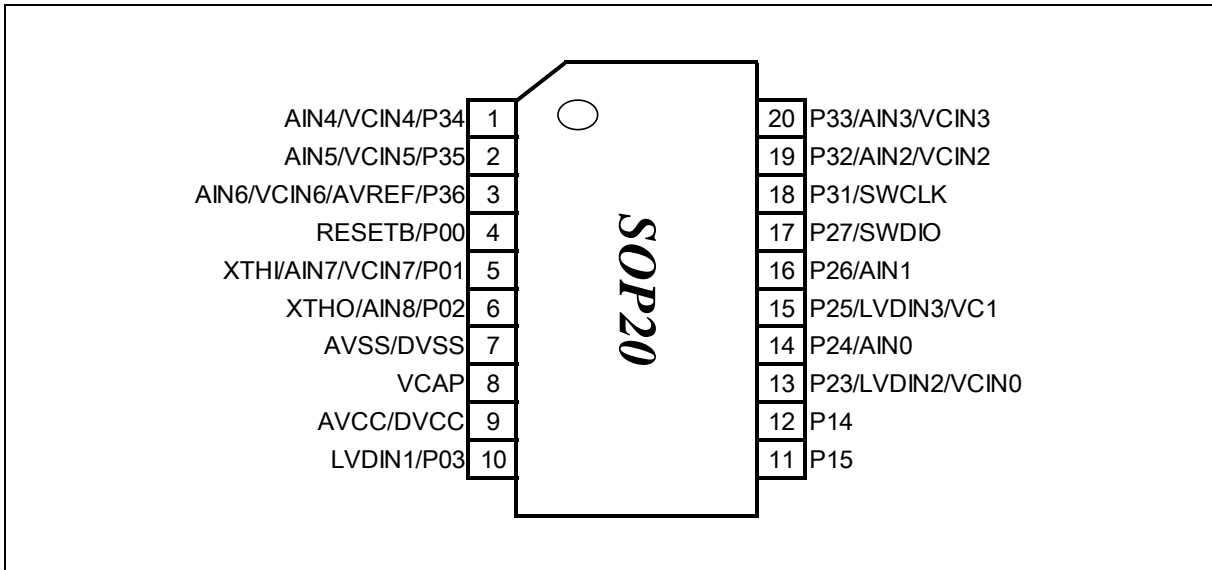 AIN4/VCIN4/P34 1
AIN5/VCIN5/P35 2
AIN6/VCIN6/AVREF/P36 3
RESETB/P00 4
XTHI/AIN7/VCIN7/P01 5
XTHO/AIN8/P02 6
AVSS/DVSS 7
VCAP 8
AVCC/DVCC 9
LVDIN1/P03 10
SOP20
20 P33/AIN3/VCIN3
19 P32/AIN2/VCIN2
18 P31/SWCLK
17 P27/SWDIO
16 P26/AIN1
15 P25/LVDIN3/VC1
14 P24/AIN0
13 P23/LVDIN2/VCIN0
12 P14
11 P15